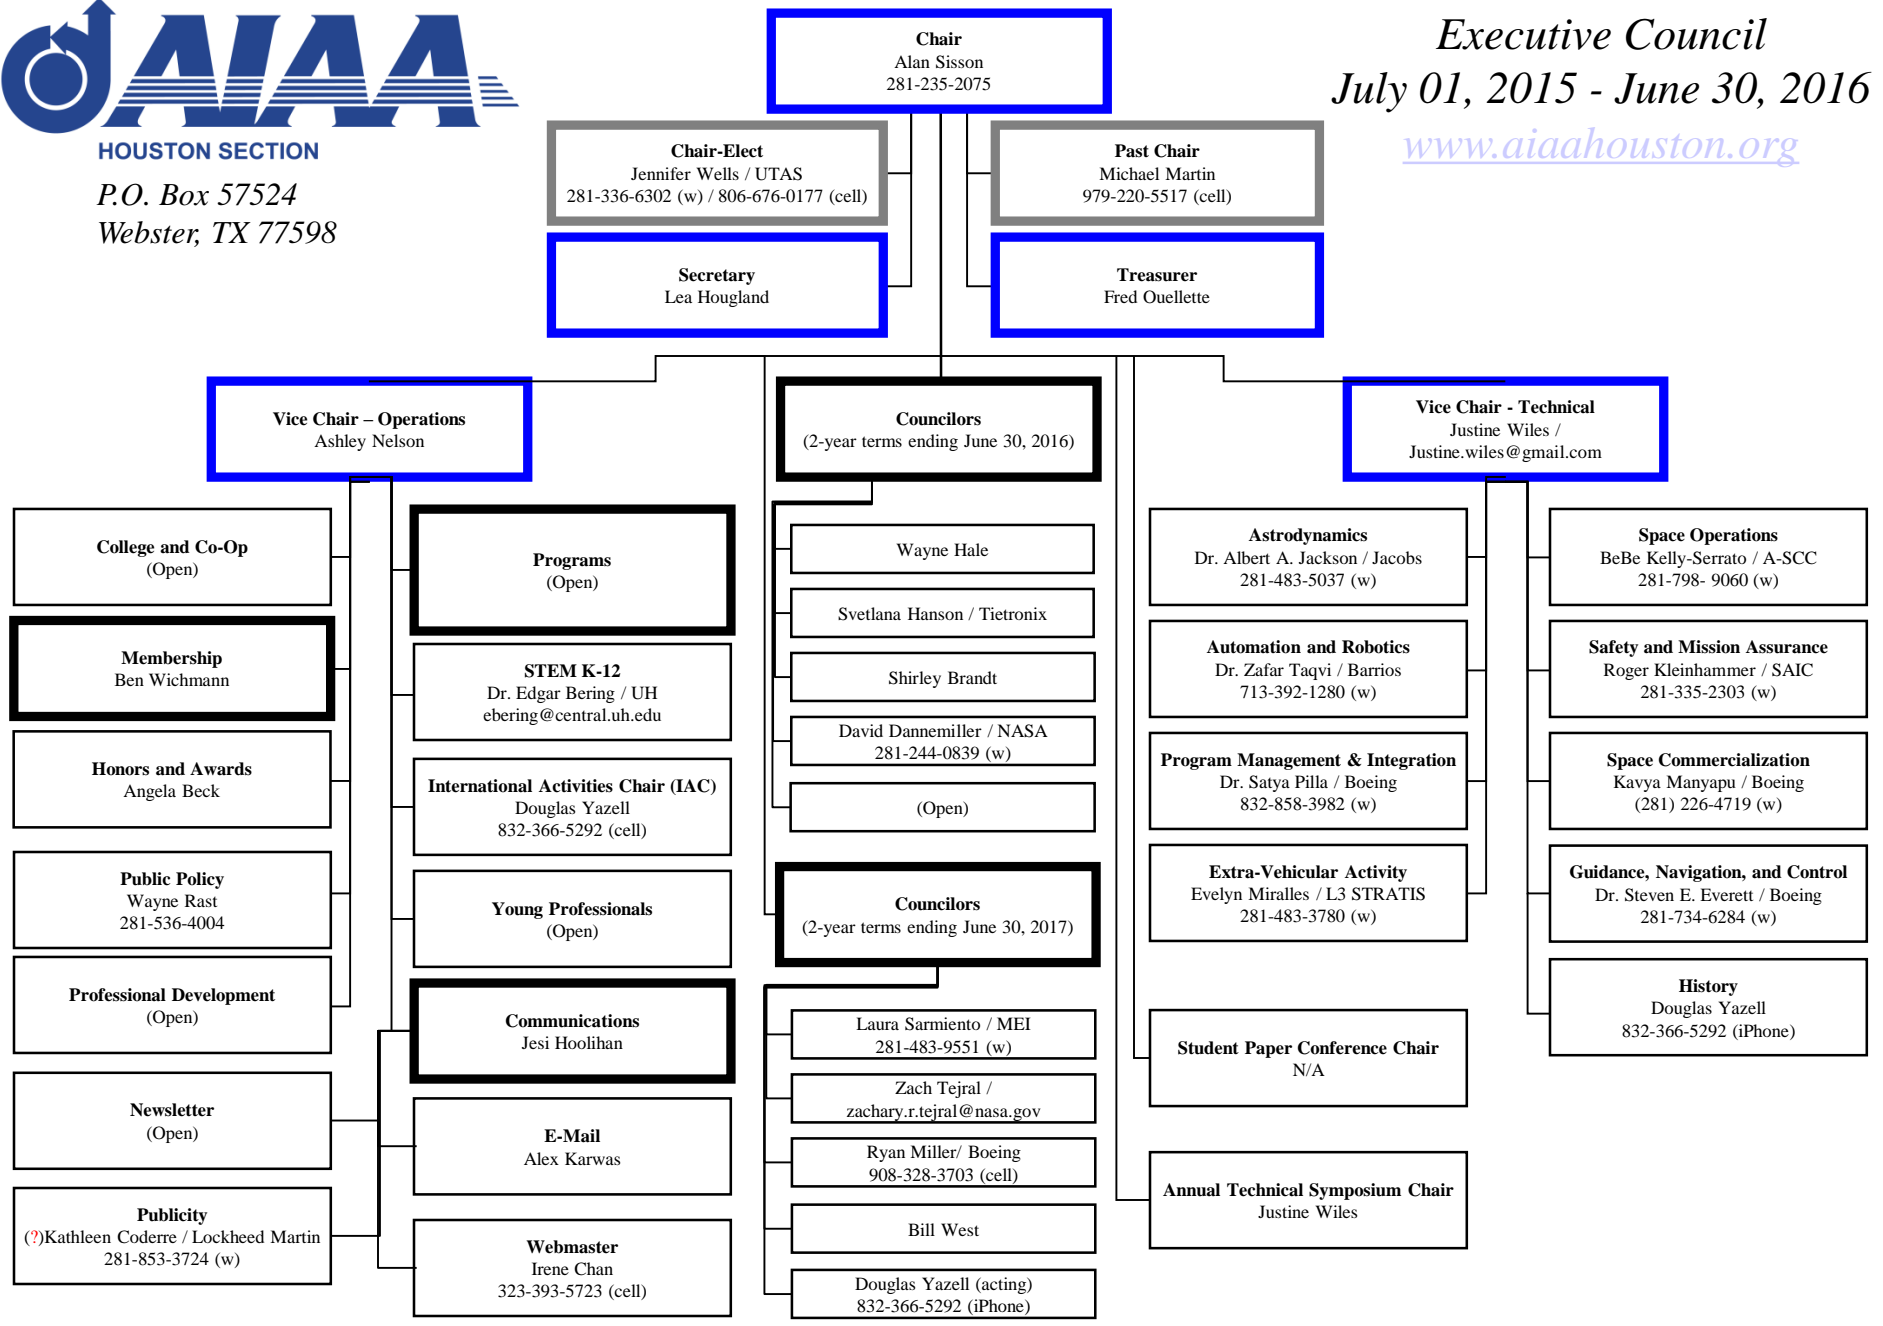 AIAA
HOUSTON SECTION
P.O. Box 57524
Webster, TX 77598
Executive Council
July 01, 2015 - June 30, 2016
www.aiaahouston.org
Chair
Alan Sisson
281-235-2075
Chair-Elect
Jennifer Wells / UTAS
281-336-6302 (w) / 806-676-0177 (cell)
Past Chair
Michael Martin
979-220-5517 (cell)
Secretary
Lea Hougland
Treasurer
Fred Ouellette
Vice Chair – Operations
Ashley Nelson
College and Co-Op
(Open)
Membership
Ben Wichmann
Honors and Awards
Angela Beck
Public Policy
Wayne Rast
281-536-4004
Professional Development
(Open)
Newsletter
(Open)
Publicity
(?)Kathleen Coderre / Lockheed Martin
281-853-3724 (w)
Programs
(Open)
STEM K-12
Dr. Edgar Bering / UH
ebering@central.uh.edu
International Activities Chair (IAC)
Douglas Yazell
832-366-5292 (cell)
Young Professionals
(Open)
Communications
Jesi Hoolihan
E-Mail
Alex Karwas
Webmaster
Irene Chan
323-393-5723 (cell)
Councilors
(2-year terms ending June 30, 2016)
Wayne Hale
Svetlana Hanson / Tietronix
Shirley Brandt
David Dannemiller / NASA
281-244-0839 (w)
(Open)
Councilors
(2-year terms ending June 30, 2017)
Laura Sarmiento / MEI
281-483-9551 (w)
Zach Tejral /
zachary.r.tejral@nasa.gov
Ryan Miller/ Boeing
908-328-3703 (cell)
Bill West
Douglas Yazell (acting)
832-366-5292 (iPhone)
Vice Chair - Technical
Justine Wiles /
Justine.wiles@gmail.com
Astrodynamics
Dr. Albert A. Jackson / Jacobs
281-483-5037 (w)
Automation and Robotics
Dr. Zafar Taqvi / Barrios
713-392-1280 (w)
Program Management & Integration
Dr. Satya Pilla / Boeing
832-858-3982 (w)
Extra-Vehicular Activity
Evelyn Miralles / L3 STRATIS
281-483-3780 (w)
Student Paper Conference Chair
N/A
Annual Technical Symposium Chair
Justine Wiles
Space Operations
BeBe Kelly-Serrato / A-SCC
281-798- 9060 (w)
Safety and Mission Assurance
Roger Kleinhammer / SAIC
281-335-2303 (w)
Space Commercialization
Kavya Manyapu / Boeing
(281) 226-4719 (w)
Guidance, Navigation, and Control
Dr. Steven E. Everett / Boeing
281-734-6284 (w)
History
Douglas Yazell
832-366-5292 (iPhone)